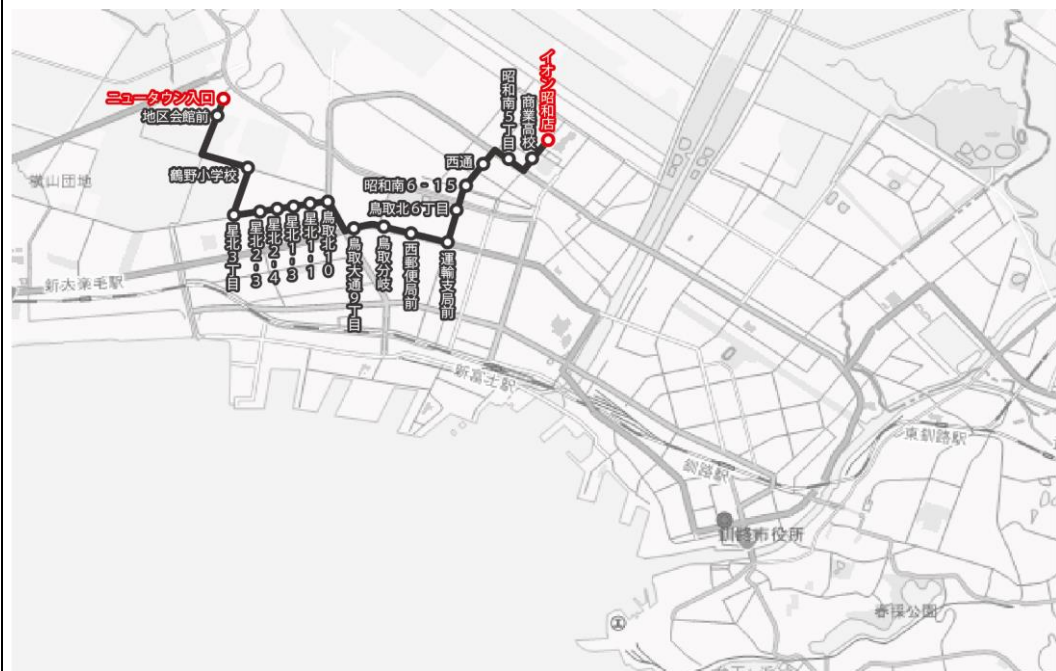 ニュータウン入口
地区会館前
鶴野小学校
星北3丁目
星北2-3
星北2-4
星北1-3
星北1-1
鳥取北10
鳥取大通9丁目
鳥取分岐
西郵便局前
運輸支局前
鳥取北6丁目
昭和南6-15
西通
昭和南5丁目
商業高校
イオン昭和店
新大楽毛駅
新富士駅
釧路駅
東釧路駅
釧路市役所
春採公園